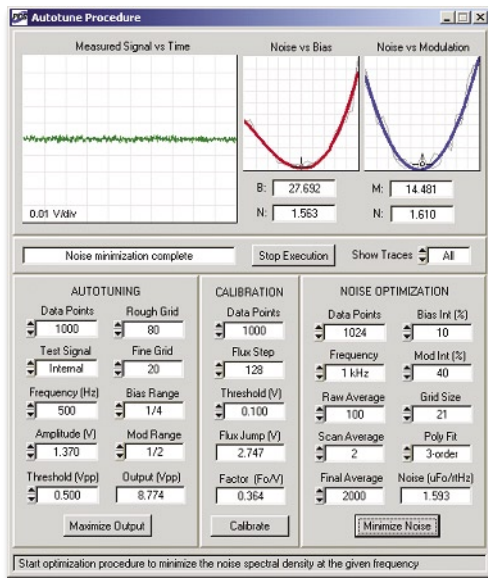 Autotune Procedure
Measured Signal vs Time
Noise vs Bias
Noise vs Modulation
0.01 V/div
B: 27.692
M: 14.481
N: 1.563
N: 1.610
Noise minimization complete
Stop Execution
Show Traces All
AUTOTUNING
Data Points
Rough Grid
1000
80
Test Signal
Fine Grid
Internal
20
Frequency (Hz)
Bias Range
500
1/4
Amplitude (V)
Mod Range
1.370
1/2
Threshold (Vpp)
Output (Vpp)
0.500
8.774
Maximize Output
CALIBRATION
Data Points
1000
Flux Step
128
Threshold (V)
0.100
Flux Jump (V)
2.747
Factor (Fo/V)
0.364
Calibrate
NOISE OPTIMIZATION
Data Points
Bias Int (%)
1024
10
Frequency
Mod Int (%)
1 kHz
40
Raw Average
Grid Size
100
21
Scan Average
Poly Fit
2
3-order
Final Average
Noise (uFo/rtHz)
2000
1.593
Minimize Noise
Start optimization procedure to minimize the noise spectral density at the given frequency